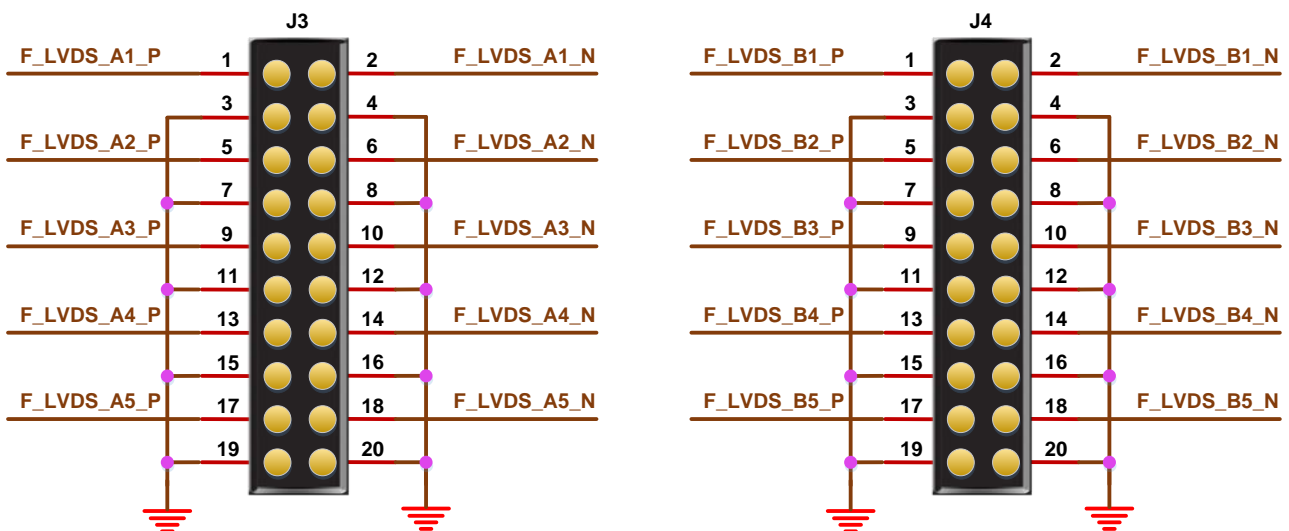 J3 J4
F_LVDS_A1_P 1 2 F_LVDS_A1_N F_LVDS_B1_P 1 2 F_LVDS_B1_N
3 4 3 4
F_LVDS_A2_P 5 6 F_LVDS_A2_N F_LVDS_B2_P 5 6 F_LVDS_B2_N
7 8 7 8
F_LVDS_A3_P 9 10 F_LVDS_A3_N F_LVDS_B3_P 9 10 F_LVDS_B3_N
11 12 11 12
F_LVDS_A4_P 13 14 F_LVDS_A4_N F_LVDS_B4_P 13 14 F_LVDS_B4_N
15 16 15 16
F_LVDS_A5_P 17 18 F_LVDS_A5_N F_LVDS_B5_P 17 18 F_LVDS_B5_N
19 20 19 20